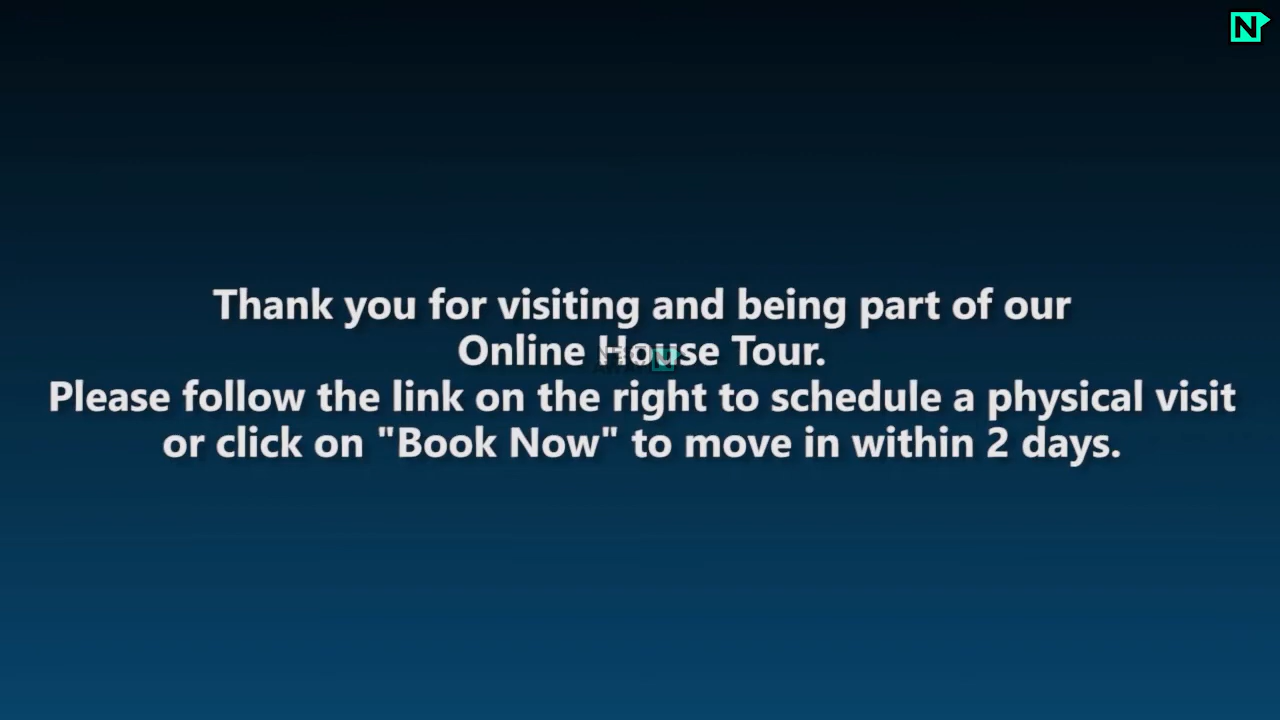 N
Thank you for visiting and being part of our
Online House Tour.
Please follow the link on the right to schedule a physical visit
or click on "Book Now" to move in within 2 days.